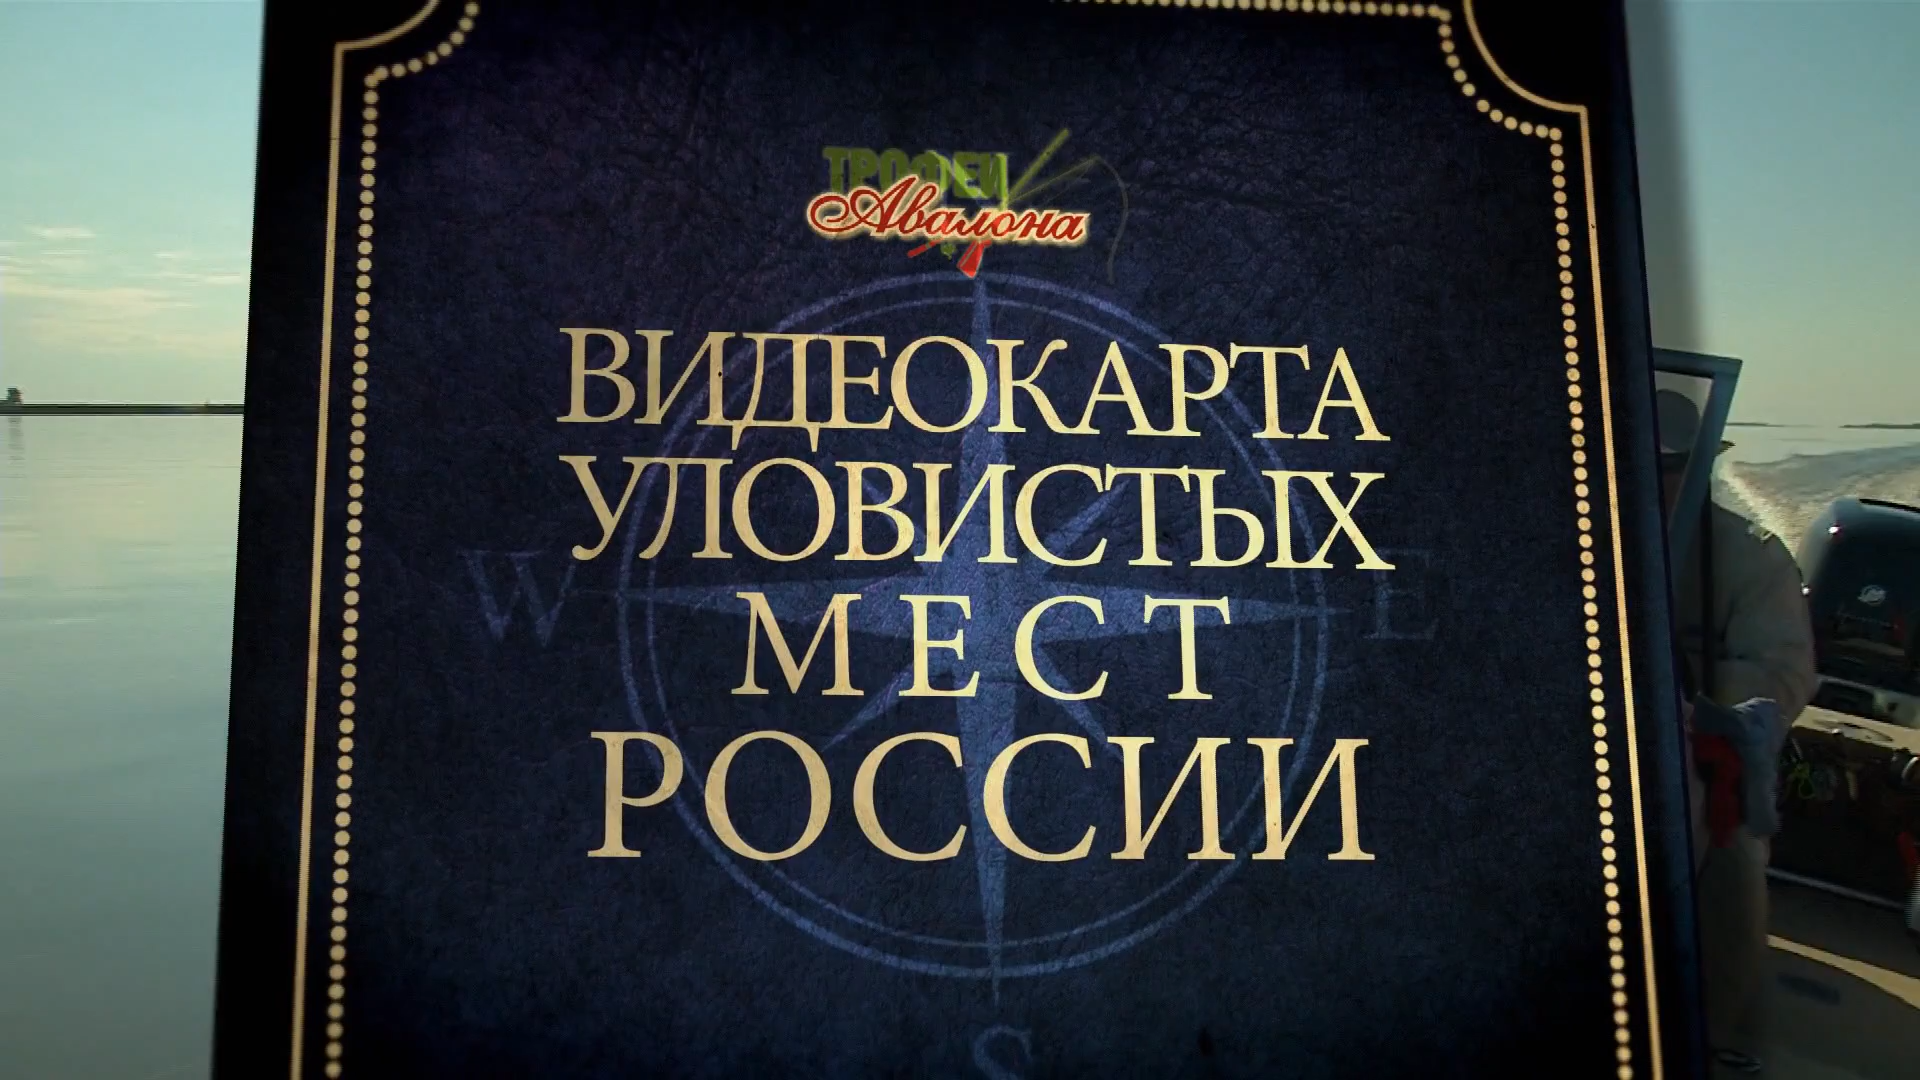 ТРОФЕИ
Авалона
ВИДЕОКАРТА
УЛОВИСТЫХ
МЕСТ
РОССИИ
W
E
S